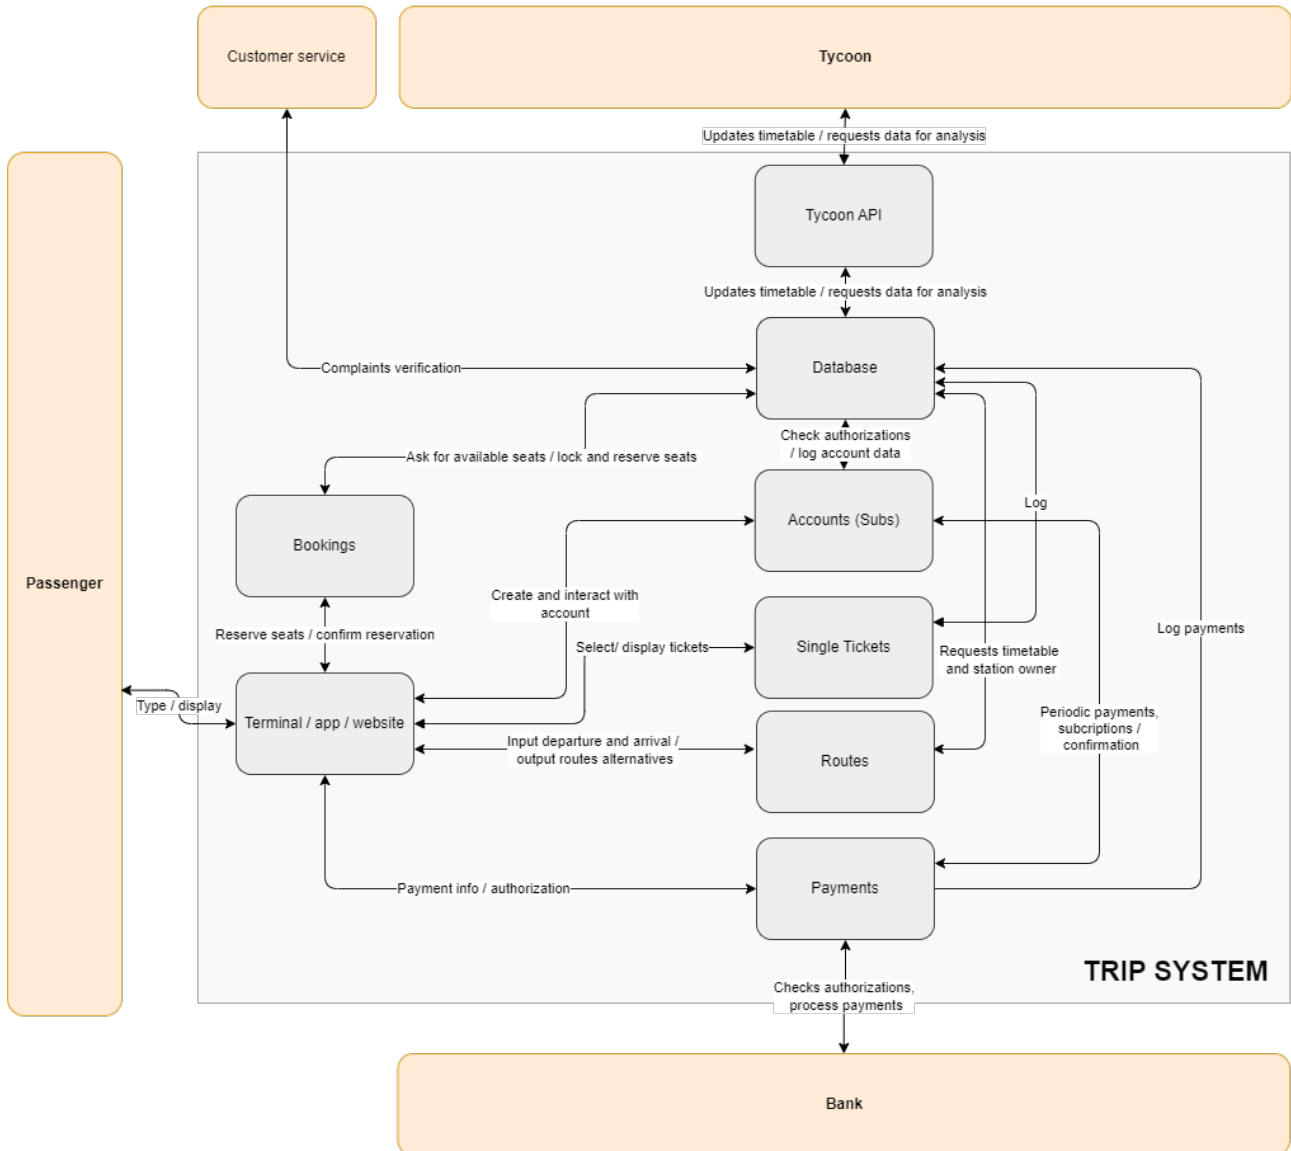 Customer service
Tycoon
Updates timetable / requests data for analysis
Tycoon API
Updates timetable / requests data for analysis
Database
Complaints verification
Check authorizations
/ log account data
Ask for available seats / lock and reserve seats
Log
Accounts (Subs)
Bookings
Passenger
Create and interact with
account
Reserve seats / confirm reservation
Select/ display tickets
Single Tickets
Log payments
Requests timetable
and station owner
Type / display
Terminal / app / website
Periodic payments,
subcriptions /
confirmation
Input departure and arrival /
output routes alternatives
Routes
Payment info / authorization
Payments
TRIP SYSTEM
Checks authorizations,
process payments
Bank